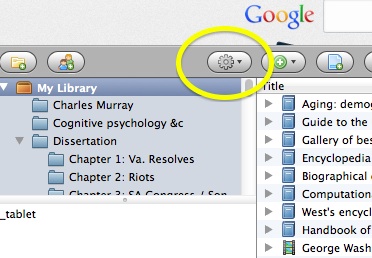 Google
My Library
Title
Charles Murray
Cognitive psychology &c
Dissertation
Chapter 1: Va. Resolves
Chapter 2: Riots
Chapter 3: SA Congress / Son
_tablet
Aging: demog
Guide to the
Gallery of bes
Encyclopedia
Biographical
Computationa
West's encycl
Handbook of
George Wash